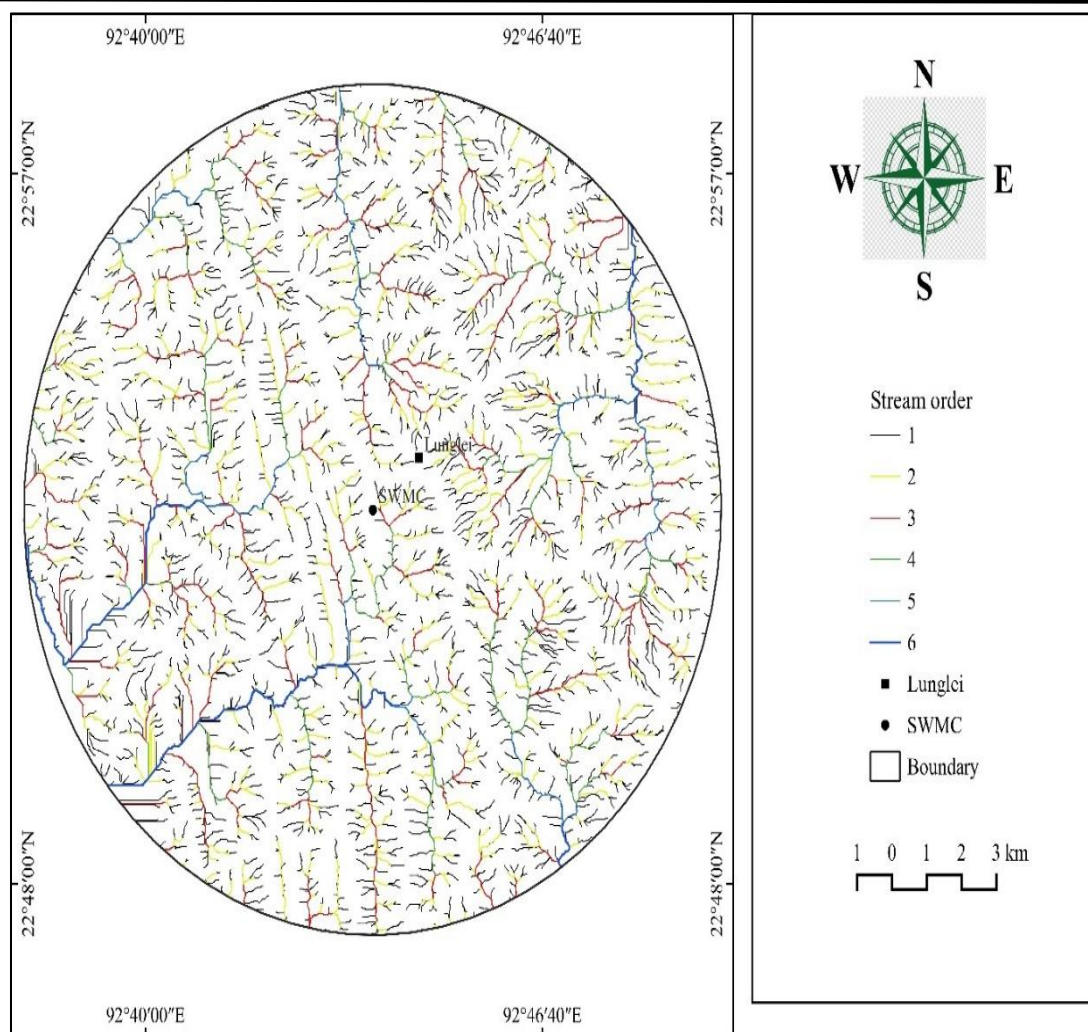 92°40'00"E 92°46'40"E
22°57'00"N 22°57'00"N
Lunglei
SWMC
22°48'00"N 22°48'00"N
92°40'00"E 92°46'40"E
N
W E
S
Stream order
1
2
3
4
5
6
Lunglei
SWMC
Boundary
1 0 1 2 3 km